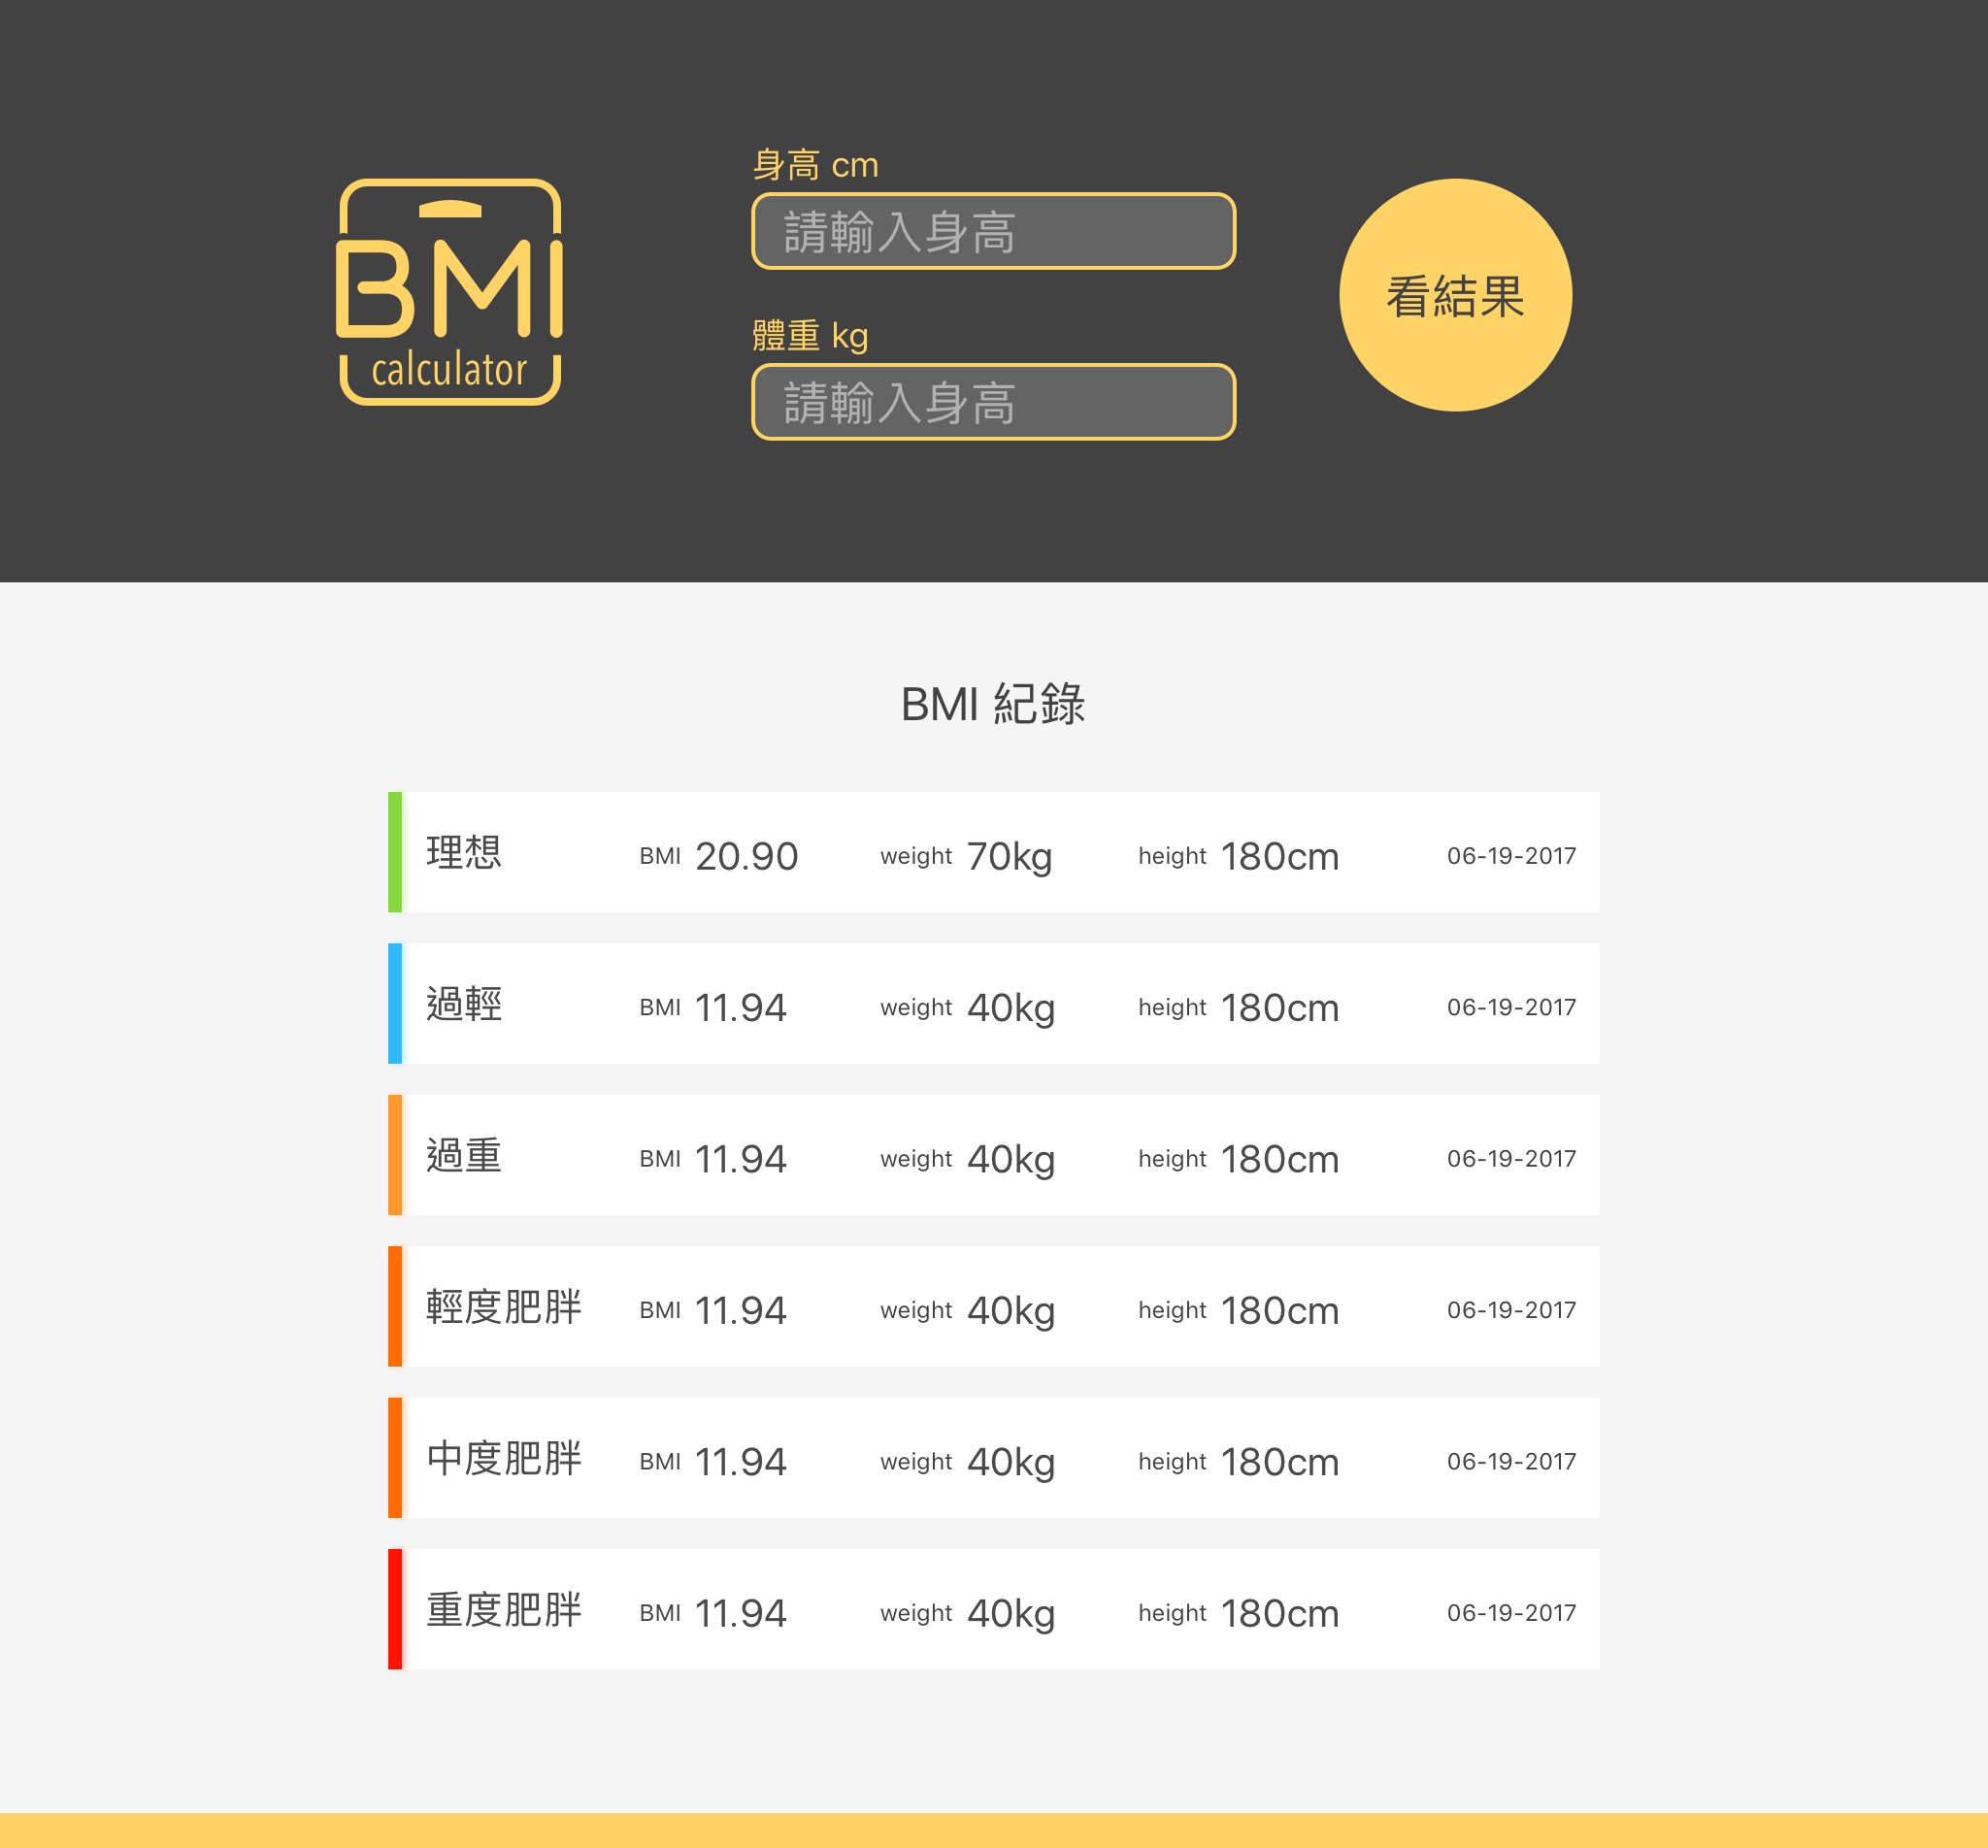 BMI
calculator
身高 cm
請輸入身高
體重 kg
請輸入身高
看結果
BMI 紀錄
理想 BMI 20.90 weight 70kg height 180cm 06-19-2017
過輕 BMI 11.94 weight 40kg height 180cm 06-19-2017
過重 BMI 11.94 weight 40kg height 180cm 06-19-2017
輕度肥胖 BMI 11.94 weight 40kg height 180cm 06-19-2017
中度肥胖 BMI 11.94 weight 40kg height 180cm 06-19-2017
重度肥胖 BMI 11.94 weight 40kg height 180cm 06-19-2017